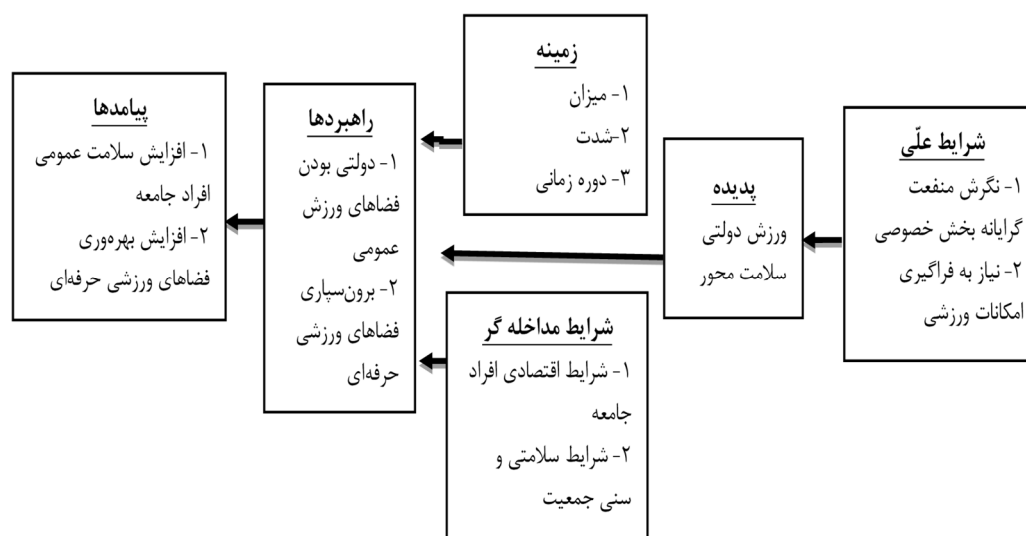 شرایط علّی
۱- نگرش منفعت
گرایانه بخش خصوصی
۲- نیاز به فراگیری
امکانات ورزشی
پدیده
ورزش دولتی
سلامت محور
زمینه
۱- میزان
۲-شدت
۳- دوره زمانی
شرایط مداخله گر
۱- شرایط اقتصادی افراد
جامعه
۲- شرایط سلامتی و
سنی جمعیت
راهبردها
۱- دولتی بودن
فضاهای ورزش
عمومی
۲- برون‌سپاری
فضاهای ورزشی
حرفه‌ای
پیامدها
۱- افزایش سلامت عمومی
افراد جامعه
۲- افزایش بهره‌وری
فضاهای ورزشی حرفه‌ای